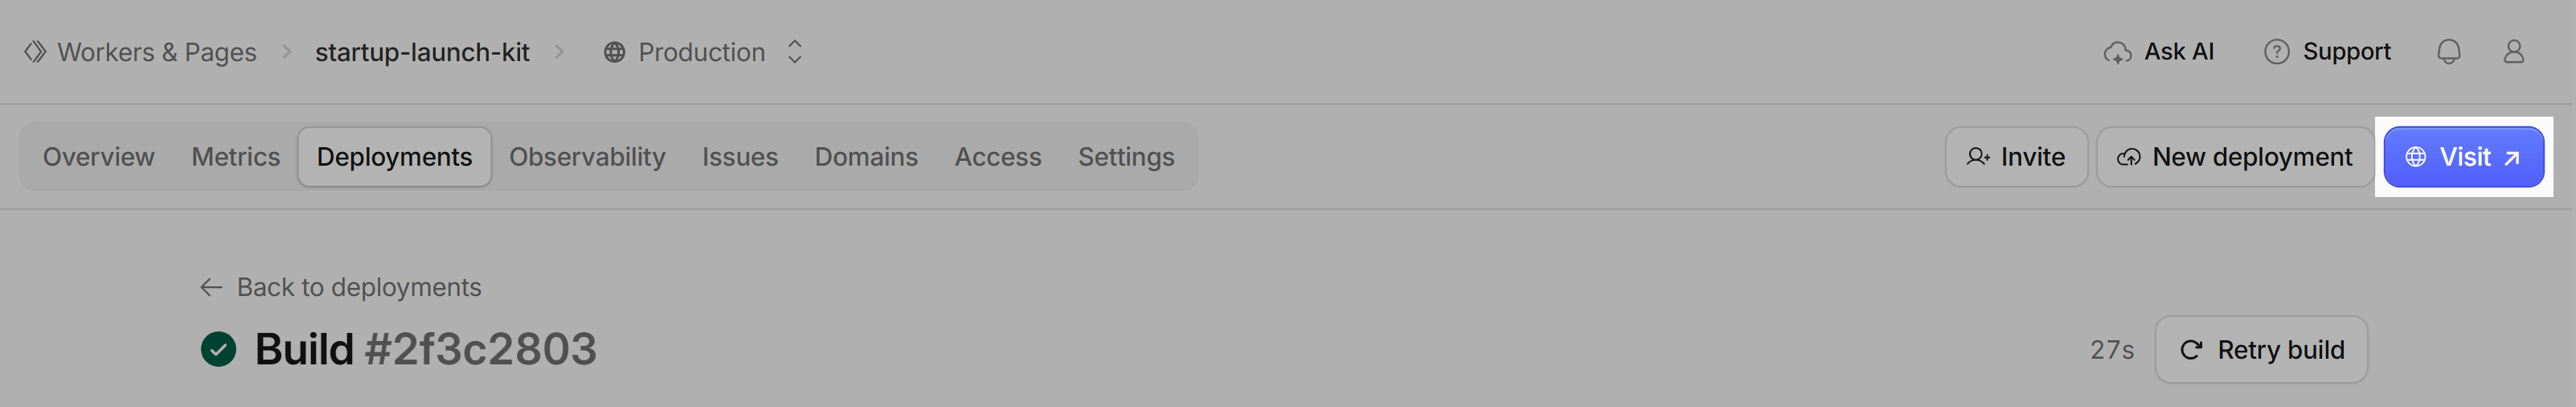 Workers & Pages startup-launch-kit Production Ask AI Support
Overview Metrics Deployments Observability Issues Domains Access Settings Invite New deployment Visit
Back to deployments
Build #2f3c2803 27s Retry build